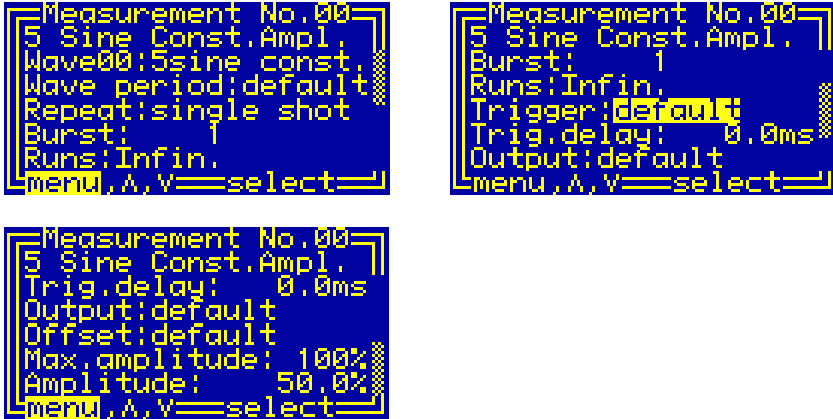 Measurement No.00
5 Sine Const.Ampl.
Wave00:5sine const.
Wave period:default
Repeat:single shot
Burst: 1
Runs:Infin.
menu,Λ,V══select
Measurement No.00
5 Sine Const.Ampl.
Burst: 1
Runs:Infin.
Trigger:default
Trig.delay: 0.0ms
Output:default
menu,Λ,V══select
Measurement No.00
5 Sine Const.Ampl.
Trig.delay: 0.0ms
Output:default
Offset:default
Max.amplitude: 100%
Amplitude: 50.0%
menu,Λ,V══select